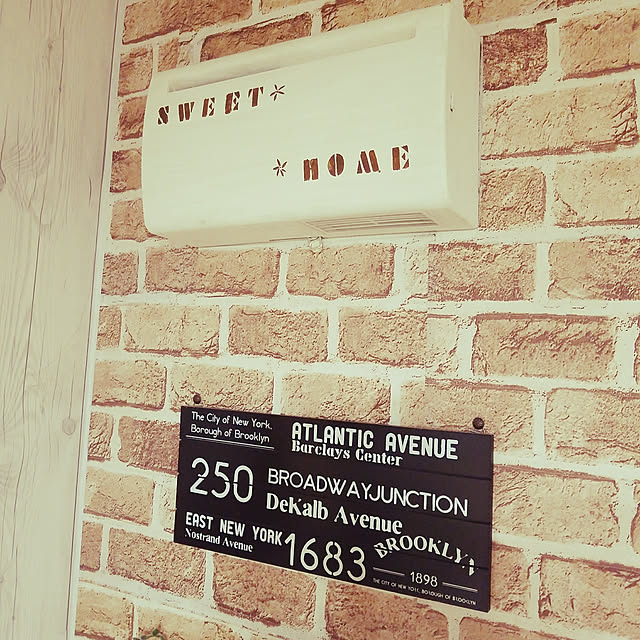 SWEET*
*HOME
The City of New York.
Borough of Brooklyn
ATLANTIC AVENUE
Barclays Center
250
BROADWAYJUNCTION
DeKalb Avenue
EAST NEW YORK
Nostrand Avenue
1683
BROOKLYN
1898
THE CITY OF NEW YORK, BOROUGH OF BROOKLYN